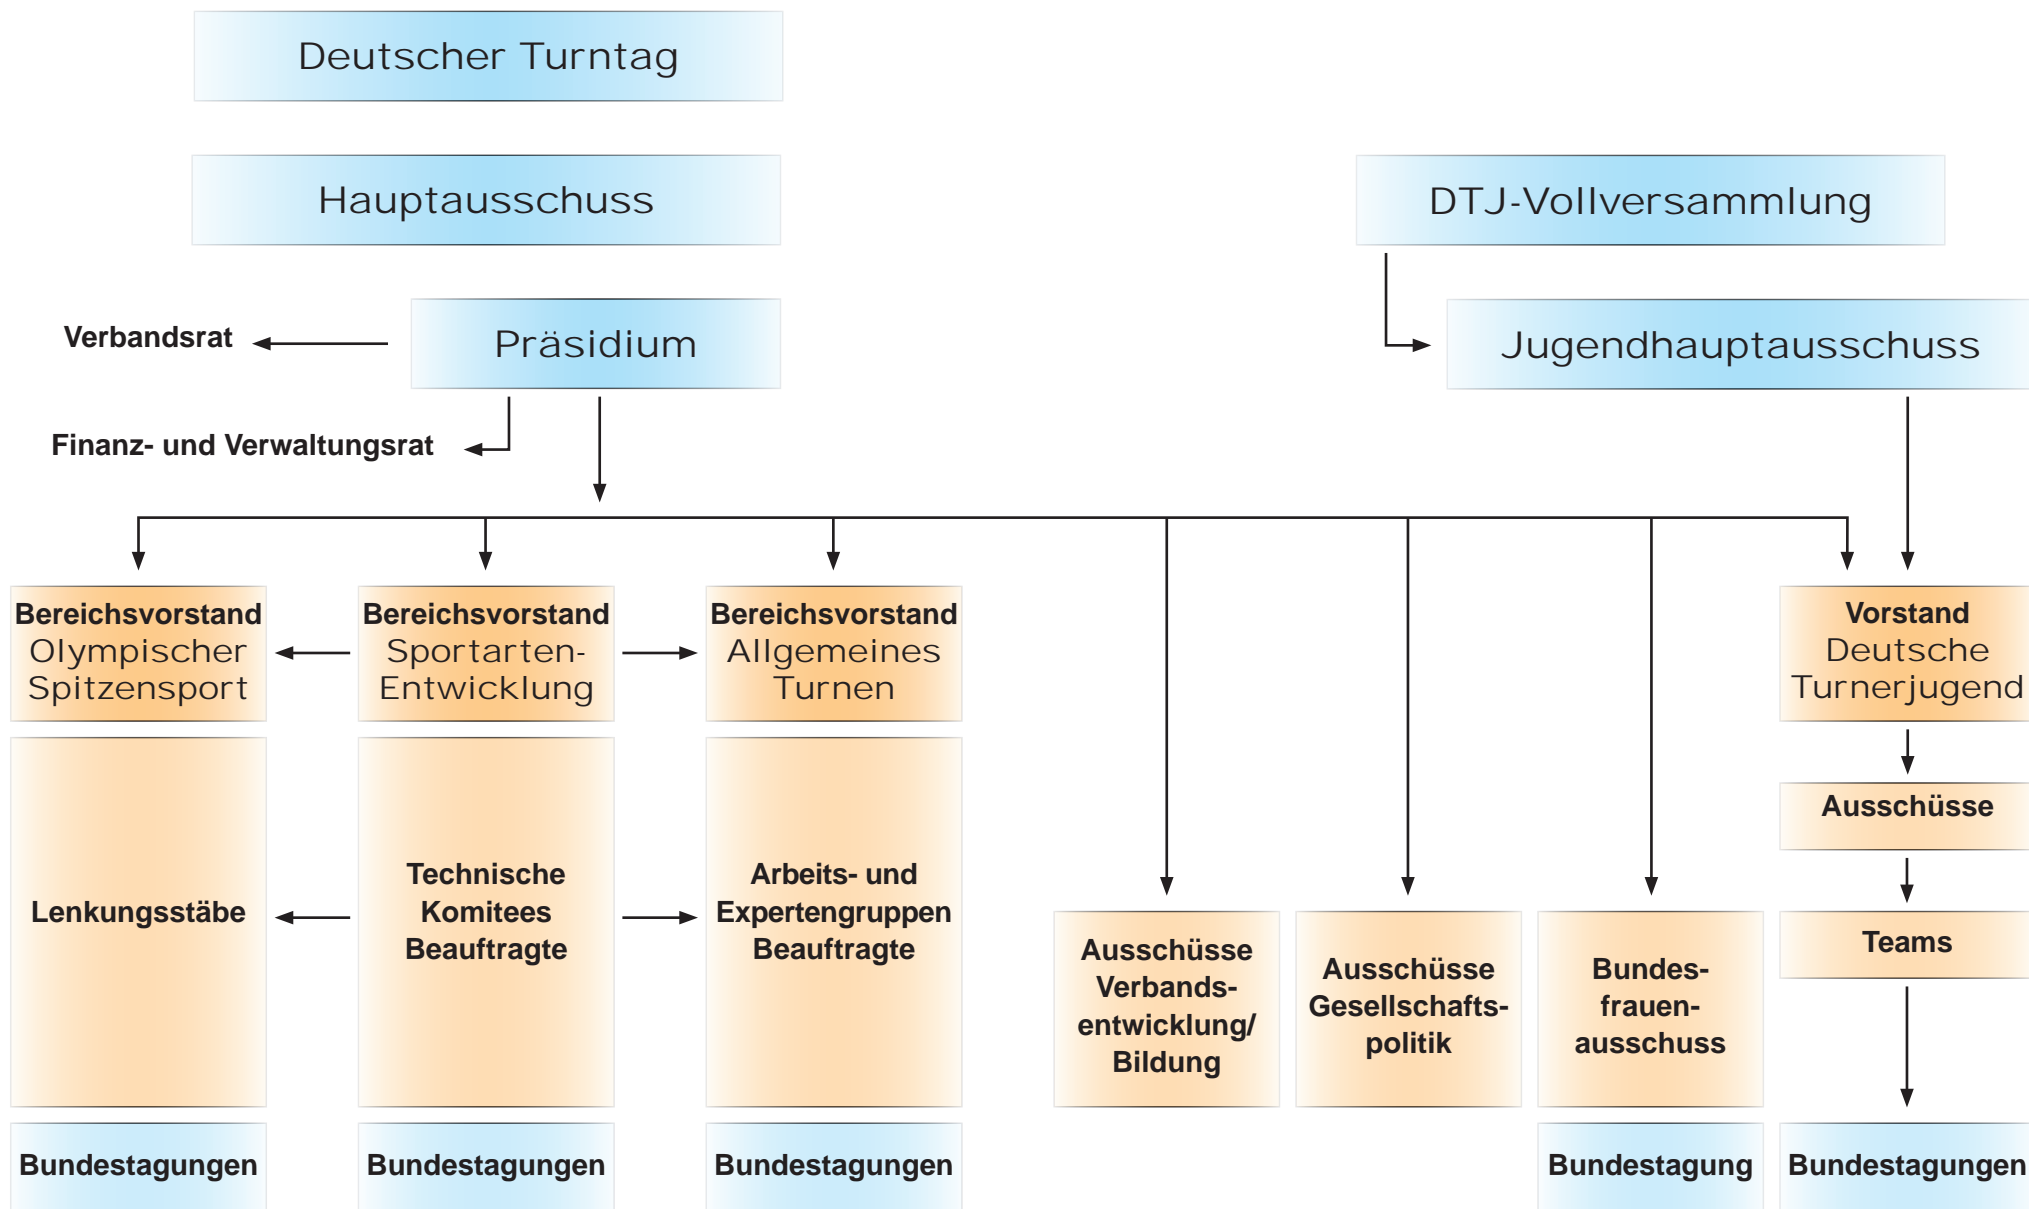 Deutscher Turntag
Hauptausschuss
DTJ-Vollversammlung
Verbandsrat
Präsidium
Jugendhauptausschuss
Finanz- und Verwaltungsrat
Bereichsvorstand
Olympischer
Spitzensport
Bereichsvorstand
Sportarten-
Entwicklung
Bereichsvorstand
Allgemeines
Turnen
Vorstand
Deutsche
Turnerjugend
Ausschüsse
Lenkungsstäbe
Technische
Komitees
Beauftragte
Arbeits- und
Expertengruppen
Beauftragte
Ausschüsse
Verbands-
entwicklung/
Bildung
Ausschüsse
Gesellschafts-
politik
Bundes-
frauen-
ausschuss
Teams
Bundestagungen
Bundestagungen
Bundestagungen
Bundestagung
Bundestagungen